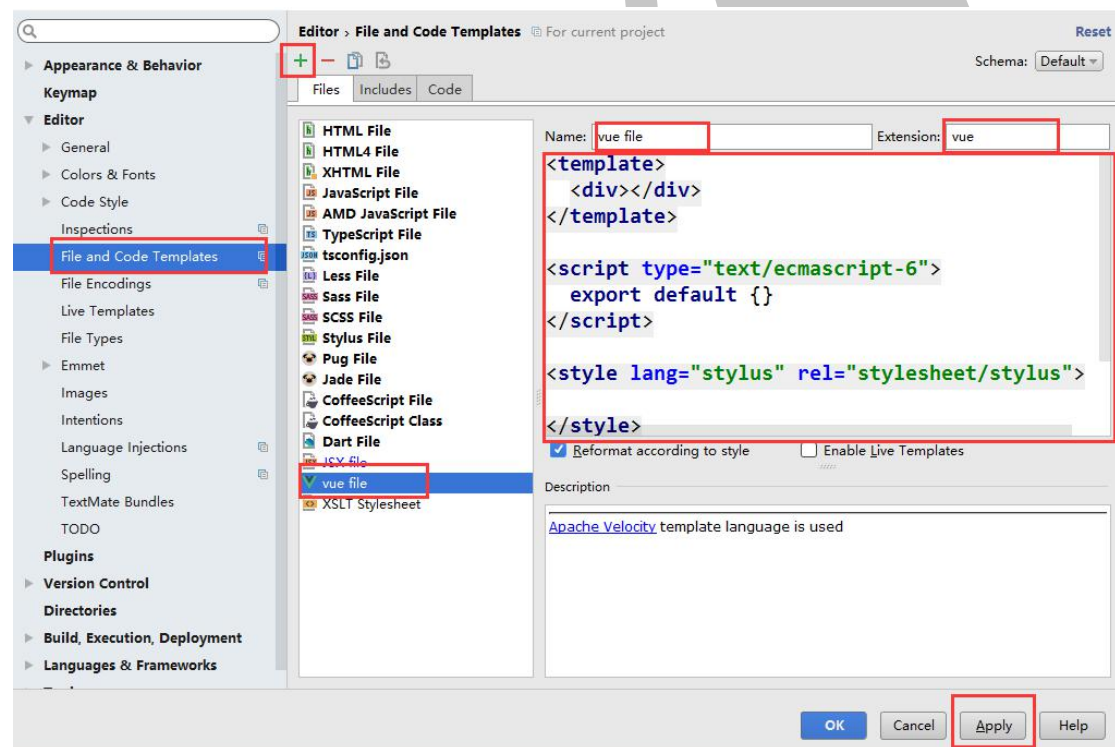 Editor › File and Code Templates For current project Reset
Schema: Default
Files Includes Code
Appearance & Behavior
Keymap
Editor
General
Colors & Fonts
Code Style
Inspections
File and Code Templates
File Encodings
Live Templates
File Types
Emmet
Images
Intentions
Language Injections
Spelling
TextMate Bundles
TODO
Plugins
Version Control
Directories
Build, Execution, Deployment
Languages & Frameworks
HTML File
HTML4 File
XHTML File
JavaScript File
AMD JavaScript File
TypeScript File
tsconfig.json
Less File
Sass File
SCSS File
Stylus File
Pug File
Jade File
CoffeeScript File
CoffeeScript Class
Dart File
JSX file
vue file
XSLT Stylesheet
Name: vue file Extension: vue
<template>
<div></div>
</template>
<script type="text/ecmascript-6">
export default {}
</script>
<style lang="stylus" rel="stylesheet/stylus">
</style>
Reformat according to style Enable Live Templates
Description
Apache Velocity template language is used
OK Cancel Apply Help